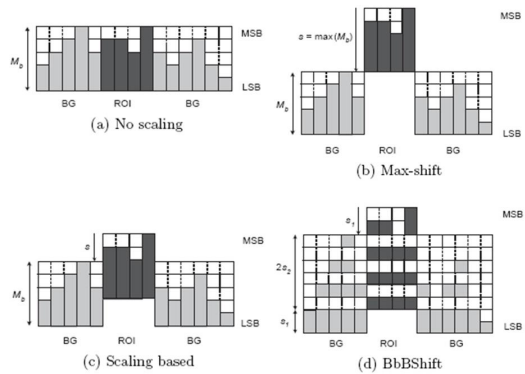 MSB
M_b
LSB
BG ROI BG
(a) No scaling
MSB
s = max (M_b)
M_b
LSB
BG ROI BG
(b) Max-shift
MSB
s
M_b
LSB
BG ROI BG
(c) Scaling based
MSB
s_1
2s_2
s_1
LSB
BG ROI BG
(d) BbBShift